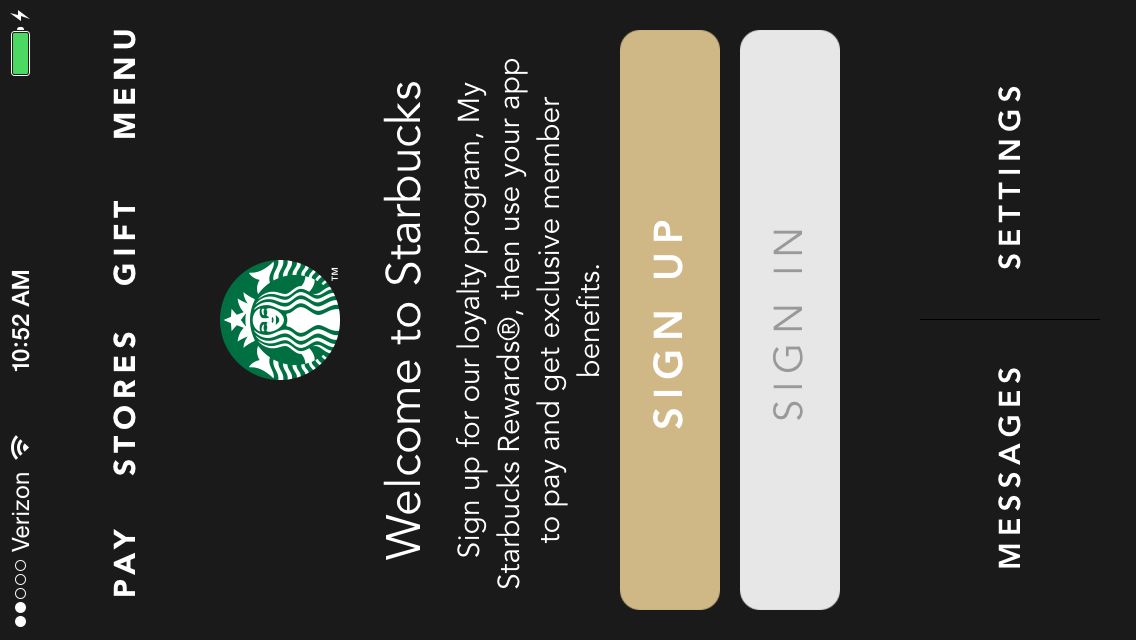 Verizon 10:52 AM
PAY STORES GIFT MENU
TM
Welcome to Starbucks
Sign up for our loyalty program, My
Starbucks Rewards®, then use your app
to pay and get exclusive member
benefits.
SIGN UP
SIGN IN
MESSAGES SETTINGS